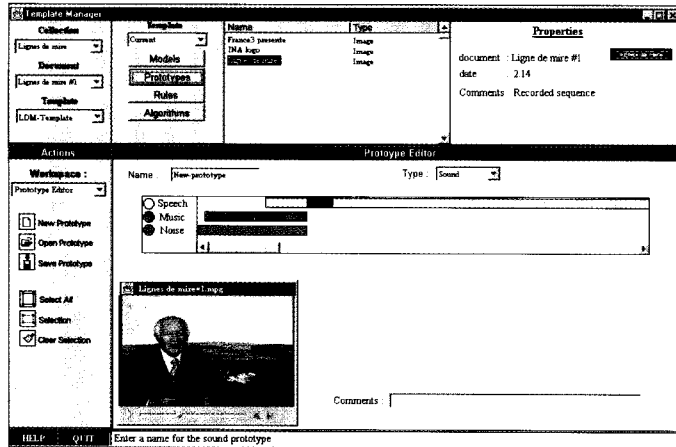 Template Manager
Collection
Lignes de mire
Document
Lignes de mire #1
Template
LDM-Template
Template
Current
Models
Prototypes
Rules
Algorithms
Name Type
France3 presente Image
INA logo Image
Image
Properties
document : Ligne de mire #1
date : 2.14
Comments Recorded sequence
Actions
Workspace :
Prototype Editor
New Prototype
Open Prototype
Save Prototype
Select All
Selection
Clear Selection
Protoype Editor
Name : New-prototype
Type : Sound
Speech
Music
Noise
Lignes de mire#1.mpg
Comments :
HELP QUIT
Enter a name for the sound prototype